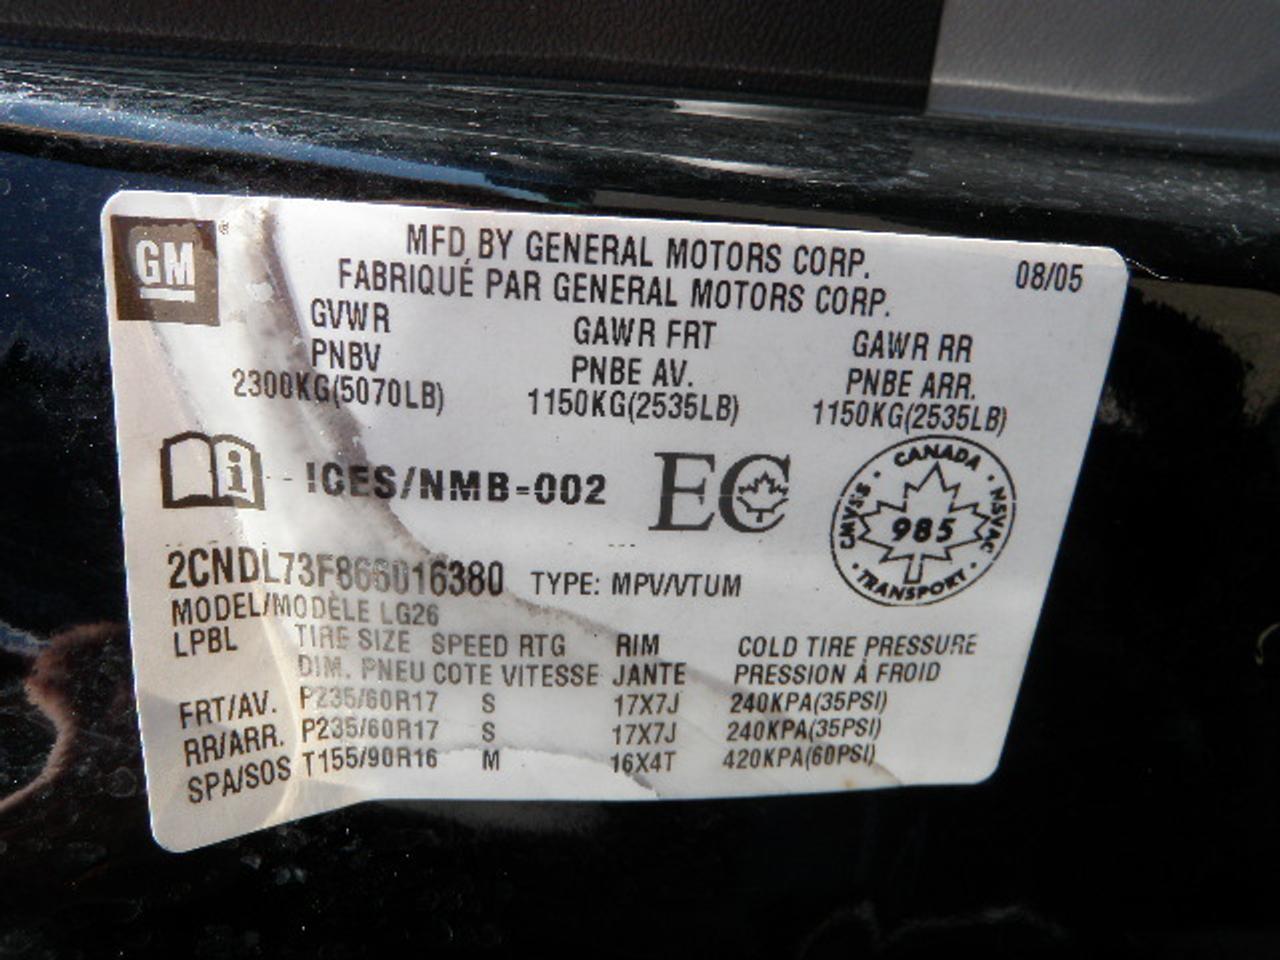 GM®
MFD BY GENERAL MOTORS CORP.
FABRIQUÉ PAR GENERAL MOTORS CORP.
08/05
GVWR GAWR FRT GAWR RR
PNBV PNBE AV. PNBE ARR.
2300KG(5070LB) 1150KG(2535LB) 1150KG(2535LB)
ICES/NMB-002 EC
CANADA
CMVSS 985 NSVAC
TRANSPORT
2CNDL73F866016380 TYPE: MPV/VTUM
MODEL/MODÈLE LG26
LPBL TIRE SIZE SPEED RTG RIM COLD TIRE PRESSURE
DIM. PNEU COTE VITESSE JANTE PRESSION À FROID
FRT/AV. P235/60R17 S 17X7J 240KPA(35PSI)
RR/ARR. P235/60R17 S 17X7J 240KPA(35PSI)
SPA/SOS T155/90R16 M 16X4T 420KPA(60PSI)